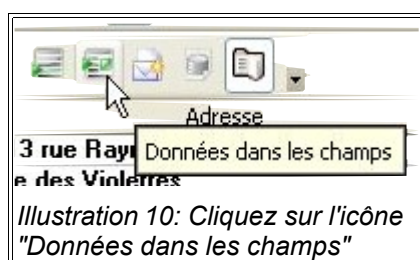 Adresse
3 rue Ray
Données dans les champs
e des Violettes
Illustration 10: Cliquez sur l'icône
"Données dans les champs"